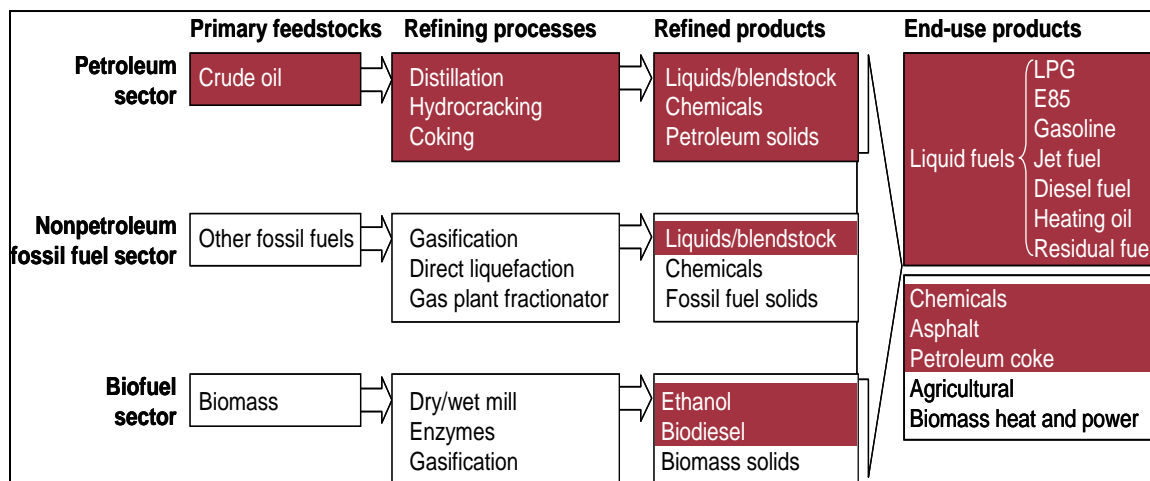 Primary feedstocks
Refining processes
Refined products
End-use products
Petroleum
sector
Crude oil
Distillation
Hydrocracking
Coking
Liquids/blendstock
Chemicals
Petroleum solids
Nonpetroleum
fossil fuel sector
Other fossil fuels
Gasification
Direct liquefaction
Gas plant fractionator
Liquids/blendstock
Chemicals
Fossil fuel solids
Biofuel
sector
Biomass
Dry/wet mill
Enzymes
Gasification
Ethanol
Biodiesel
Biomass solids
Liquid fuels
LPG
E85
Gasoline
Jet fuel
Diesel fuel
Heating oil
Residual fue
Chemicals
Asphalt
Petroleum coke
Agricultural
Biomass heat and power